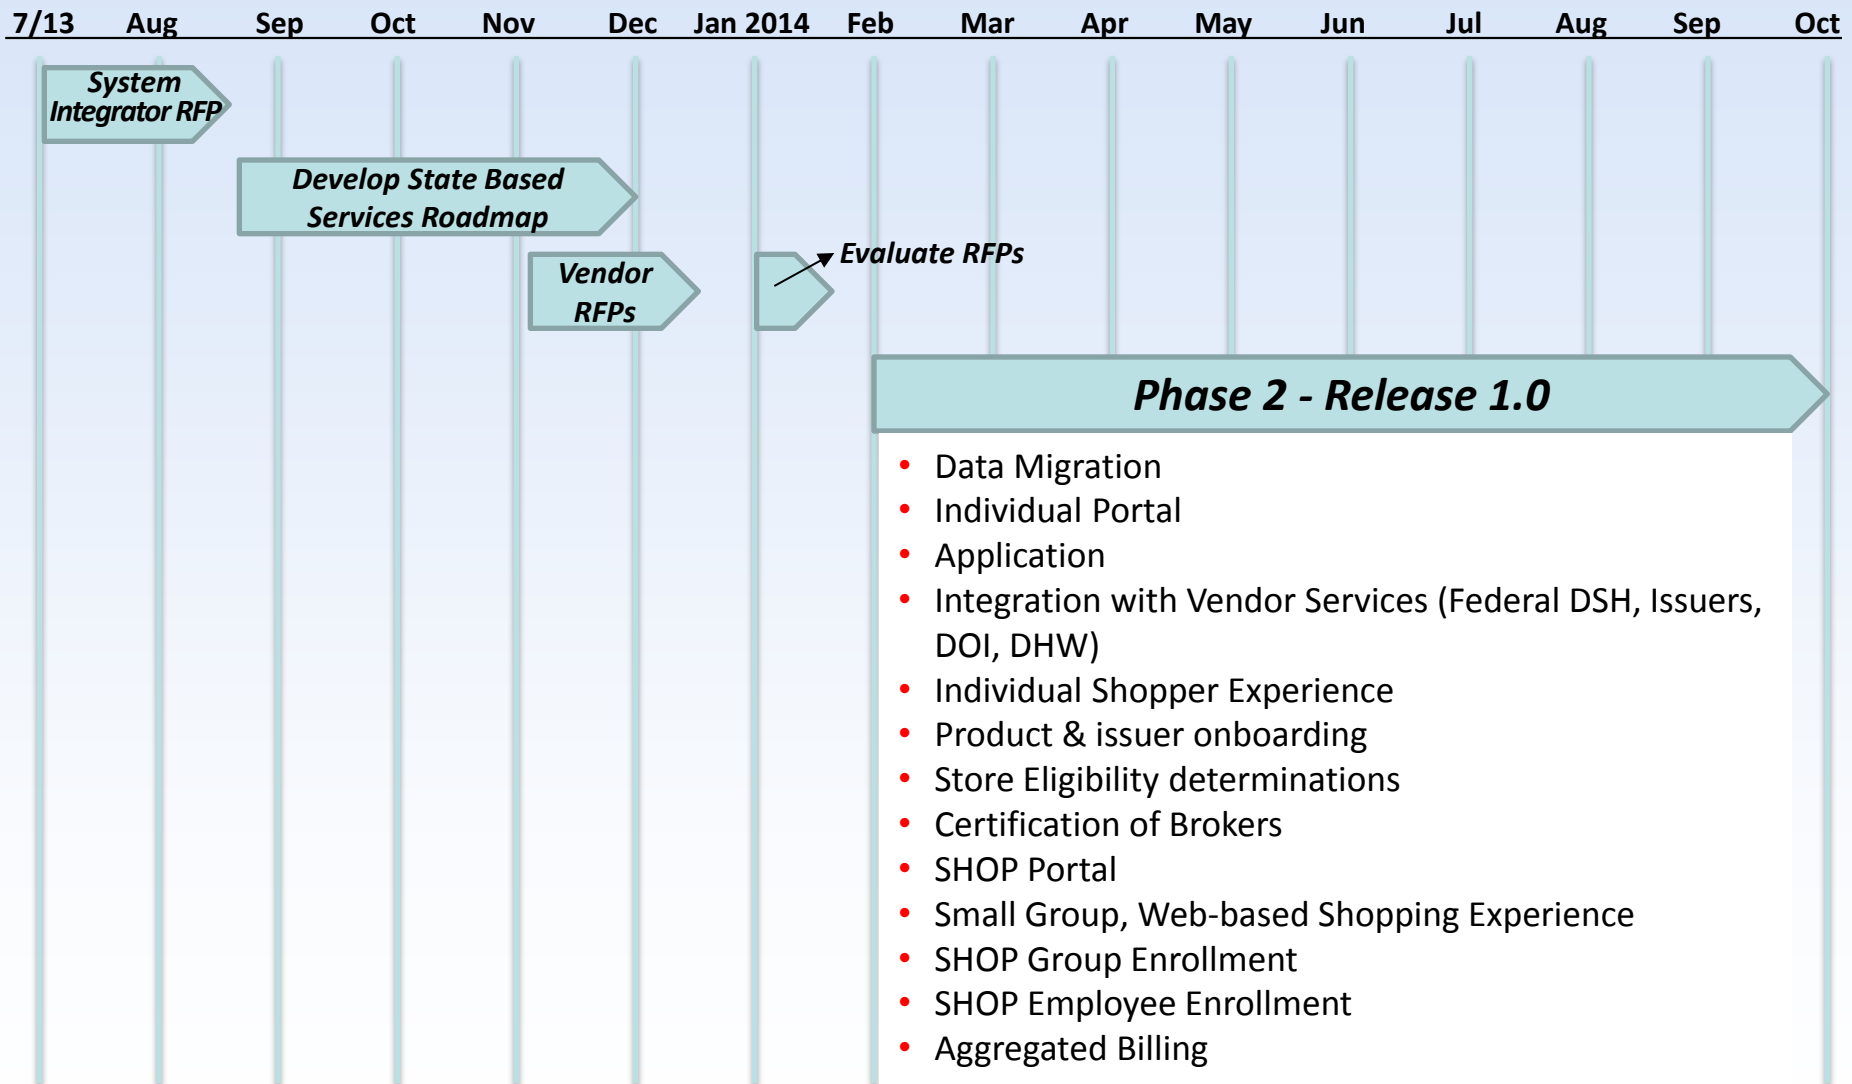 7/13 Aug Sep Oct Nov Dec Jan 2014 Feb Mar Apr May Jun Jul Aug Sep Oct
System
Integrator RFP
Develop State Based
Services Roadmap
Vendor
RFPs
Evaluate RFPs
Phase 2 - Release 1.0
• Data Migration
• Individual Portal
• Application
• Integration with Vendor Services (Federal DSH, Issuers,
DOI, DHW)
• Individual Shopper Experience
• Product & issuer onboarding
• Store Eligibility determinations
• Certification of Brokers
• SHOP Portal
• Small Group, Web-based Shopping Experience
• SHOP Group Enrollment
• SHOP Employee Enrollment
• Aggregated Billing